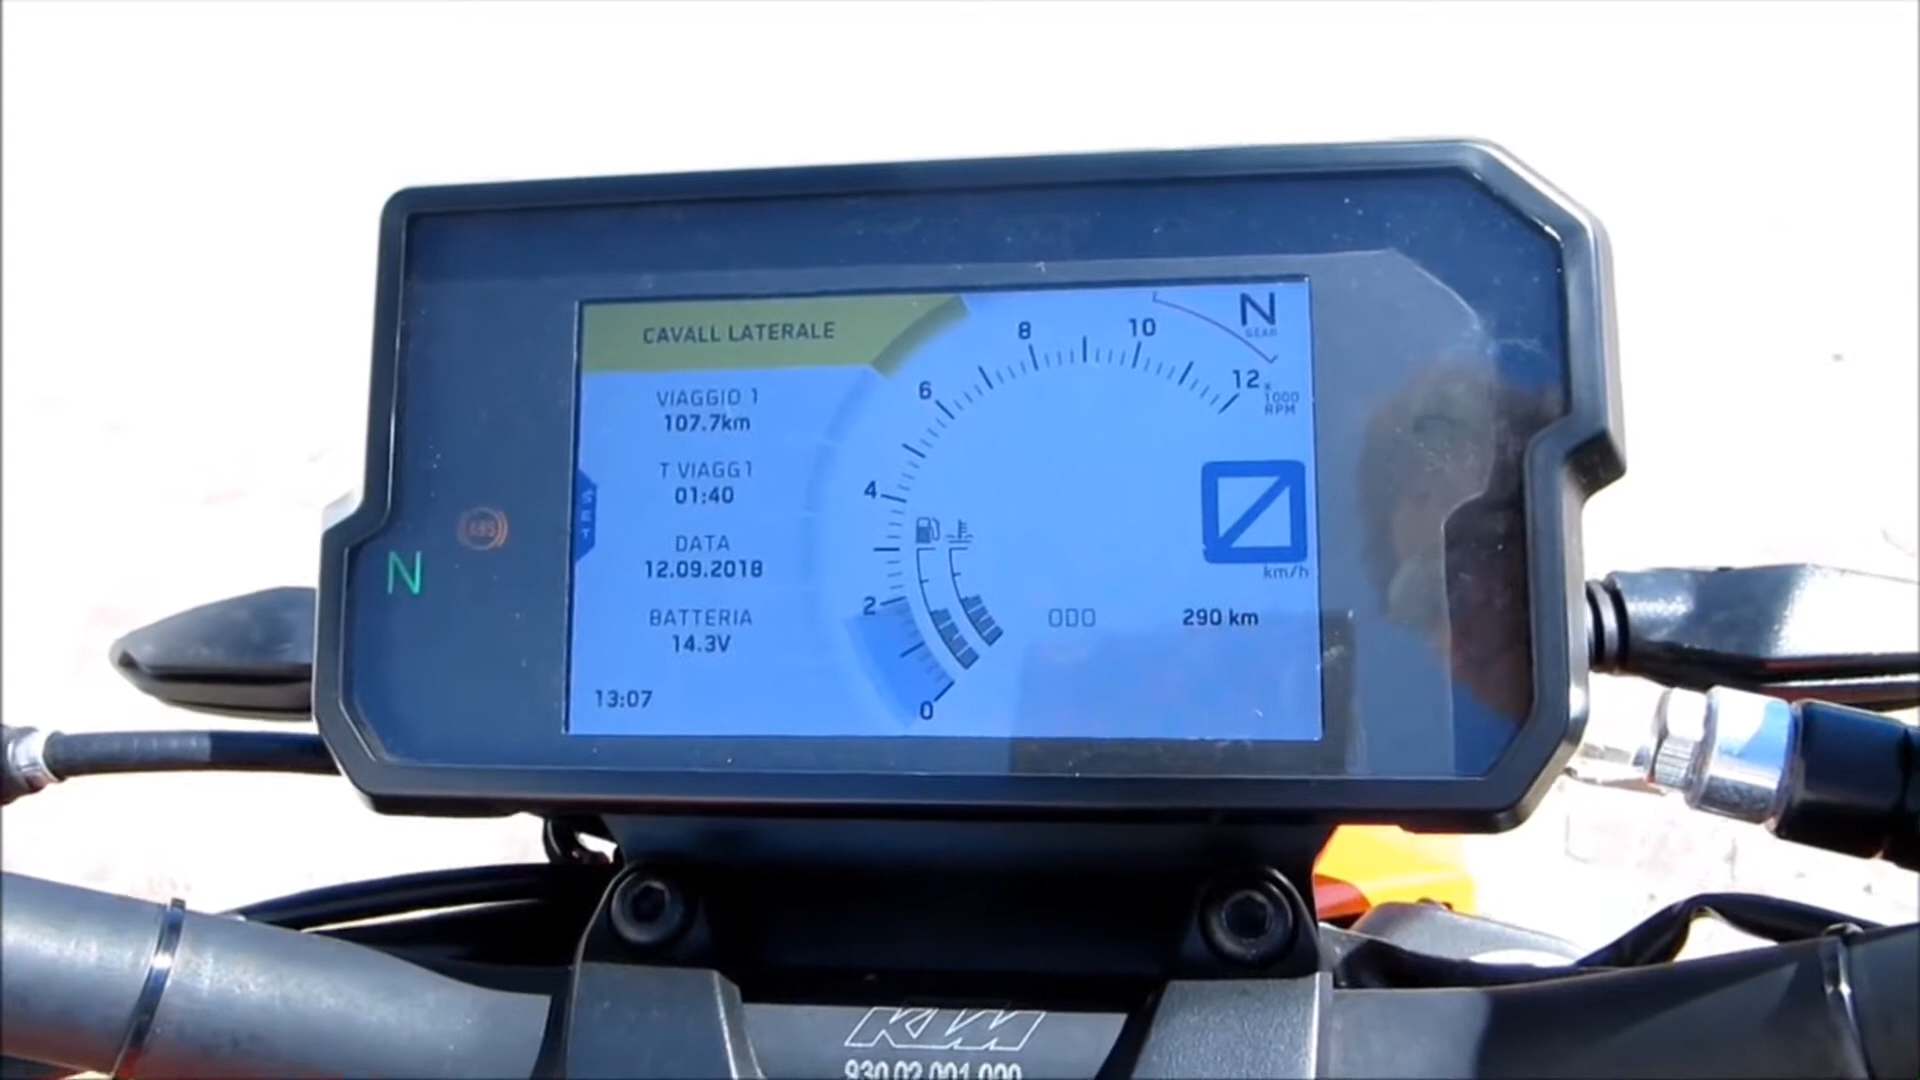 CAVALL LATERALE
VIAGGIO 1
107.7km
T VIAGG1
01:40
DATA
12.09.2018
BATTERIA
14.3V
13:07
SET
N
ABS
0
2
4
6
8
10
12
x
1000
RPM
N
GEAR
0
km/h
ODO 290 km
KTM
930.02.001.000